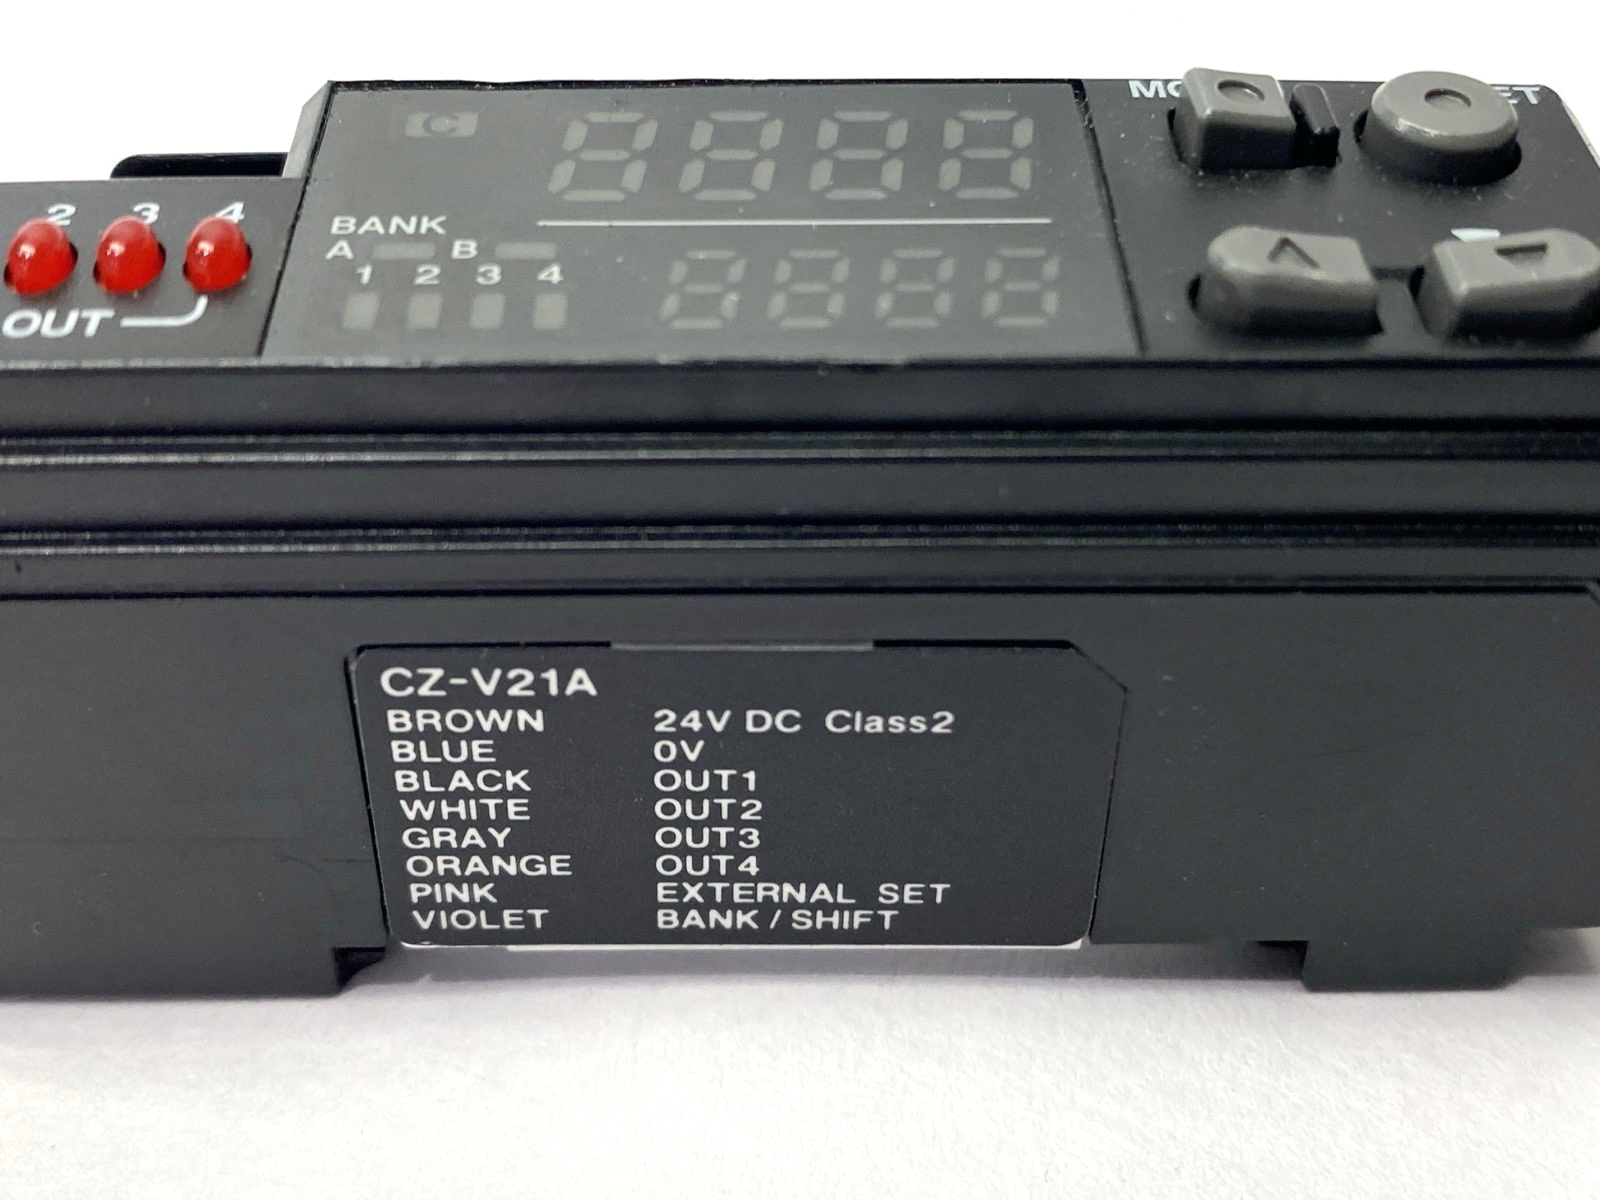 2 3 4
OUT
C
BANK
A B
1 2 3 4
CZ-V21A
BROWN 24V DC Class2
BLUE 0V
BLACK OUT1
WHITE OUT2
GRAY OUT3
ORANGE OUT4
PINK EXTERNAL SET
VIOLET BANK/SHIFT